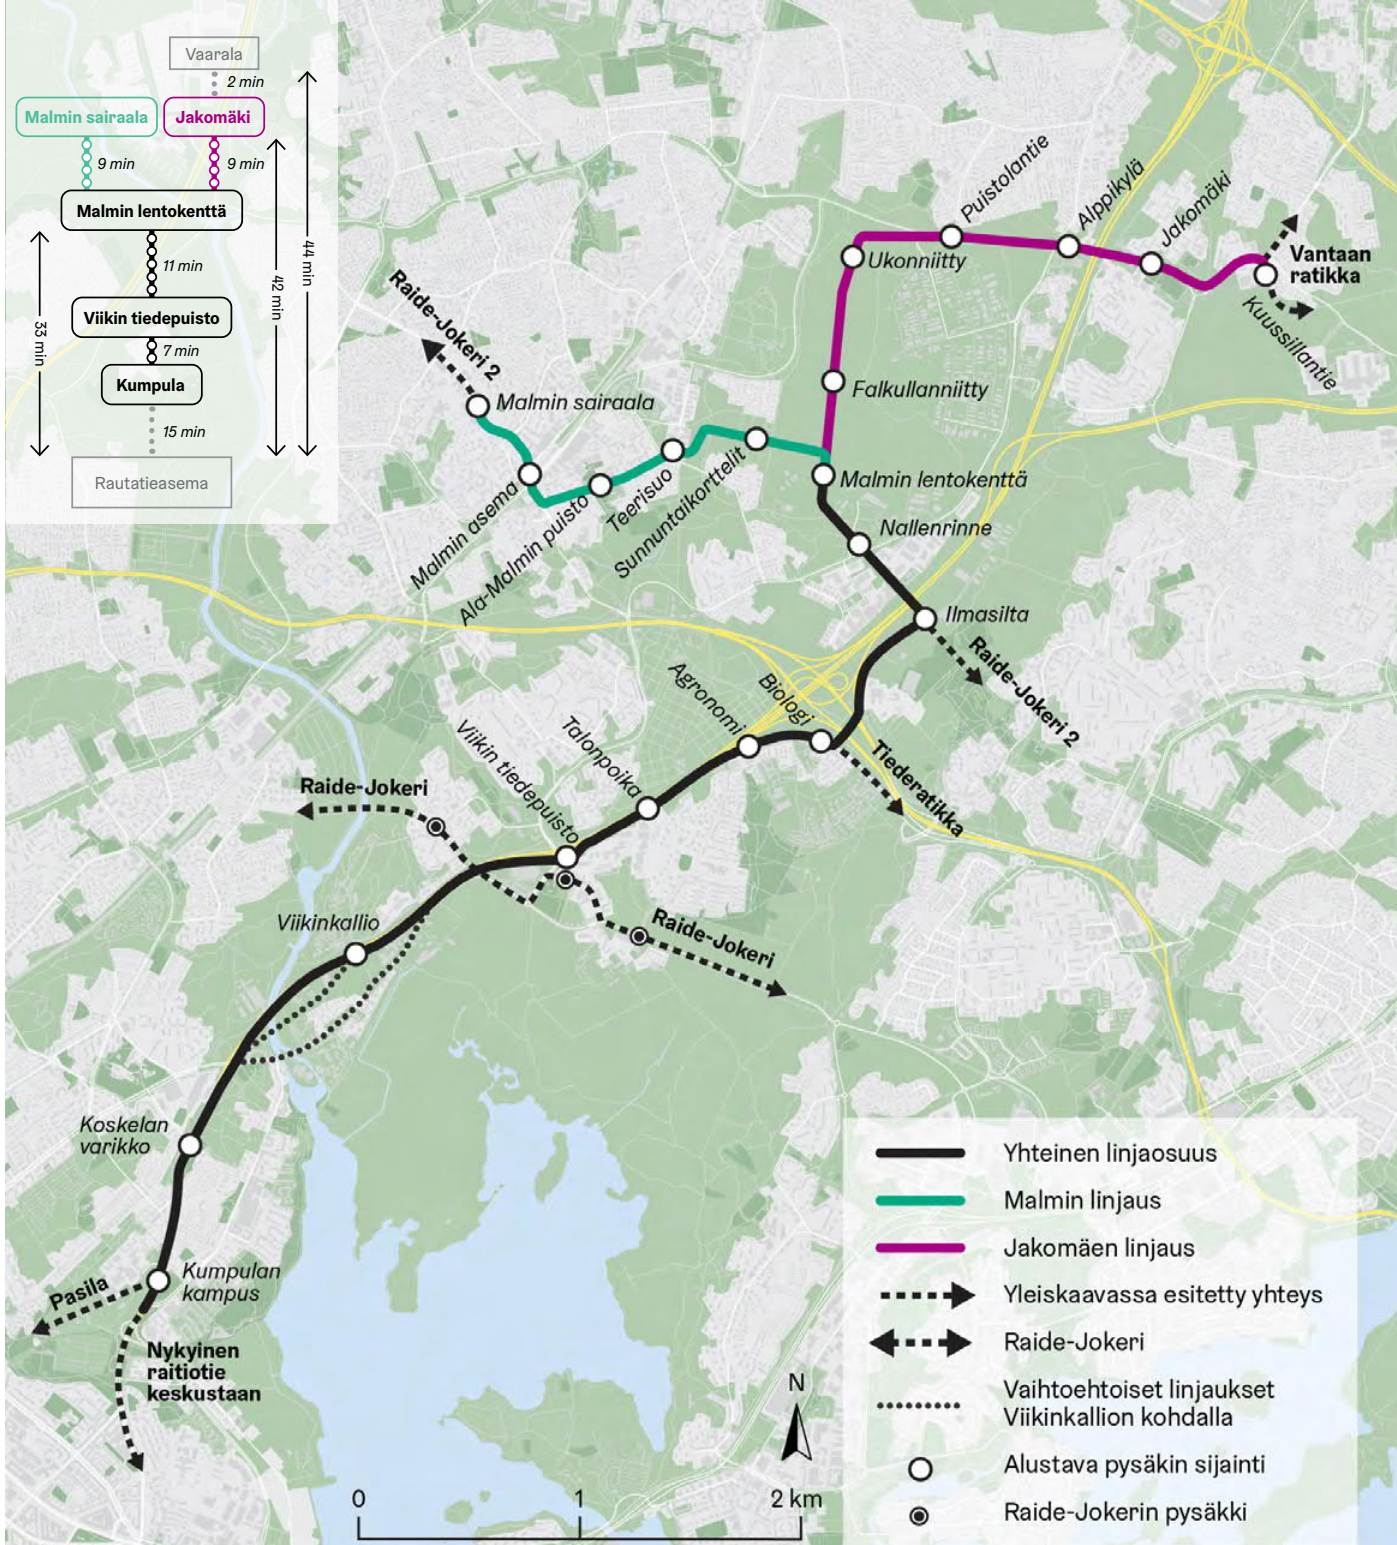 Vaarala
2 min
Malmin sairaala
Jakomäki
9 min
9 min
Malmin lentokenttä
11 min
Viikin tiedepuisto
7 min
Kumpula
15 min
Rautatieasema
33 min
42 min
44 min
Puistolantie
Alppikylä
Jakomäki
Ukonniitty
Vantaan
ratikka
Kuussillantie
Raide-Jokeri 2
Malmin sairaala
Falkullanniitty
Malmin asema
Ala-Malmin puisto
Teerisuo
Sunnuntaikorttelit
Malmin lentokenttä
Nallenrinne
Ilmasilta
Raide-Jokeri 2
Agronomi
Biologi
Talonpoika
Viikin tiedepuisto
Tiederatikka
Raide-Jokeri
Viikinkallio
Raide-Jokeri
Koskelan
varikko
Kumpulan
kampus
Pasila
Nykyinen
raitiotie
keskustaan
Yhteinen linjaosuus
Malmin linjaus
Jakomäen linjaus
Yleiskaavassa esitetty yhteys
Raide-Jokeri
Vaihtoehtoiset linjaukset
Viikinkallion kohdalla
Alustava pysäkin sijainti
Raide-Jokerin pysäkki
N
0 1 2 km